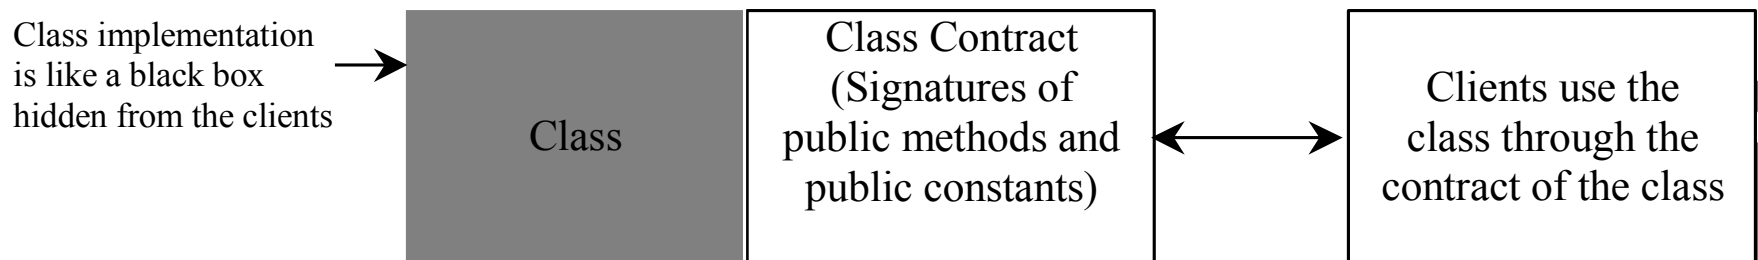 Class implementation
is like a black box
hidden from the clients
Class
Class Contract
(Signatures of
public methods and
public constants)
Clients use the
class through the
contract of the class